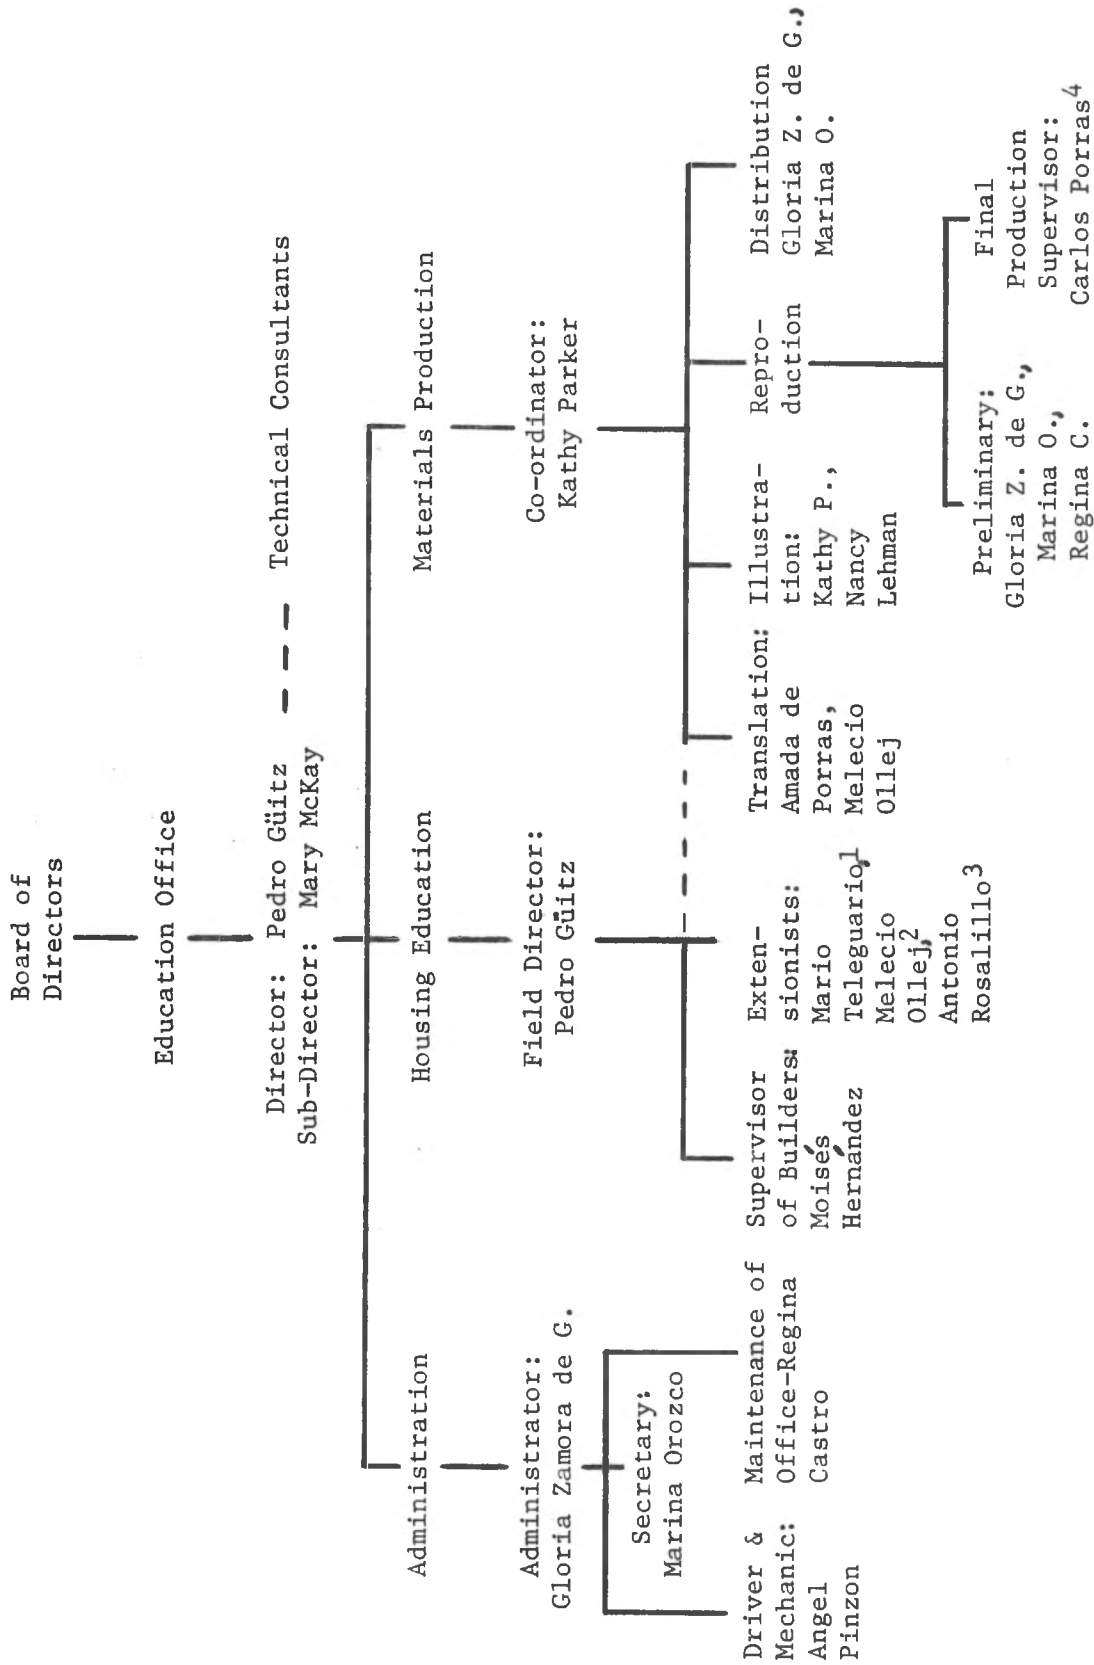 Board of
Directors
Education Office
Director: Pedro Güitz --- Technical Consultants
Sub-Director: Mary McKay
Administration
Housing Education
Materials Production
Administrator:
Gloria Zamora de G.
Field Director:
Pedro Güitz
Co-ordinator:
Kathy Parker
Secretary:
Marina Orozco
Driver &
Mechanic:
Angel
Pinzon
Maintenance of
Office-Regina
Castro
Supervisor
of Builders:
Moisés
Hernández
Exten-
sionists:
Mario
Teleguario,1
Melecio
Ollej,2
Antonio
Rosalillo3
Translation:
Amada de
Porras,
Melecio
Ollej
Illustra-
tion:
Kathy P.,
Nancy
Lehman
Repro-
duction
Distribution
Gloria Z. de G.,
Marina O.
Preliminary:
Gloria Z. de G.,
Marina O.,
Regina C.
Final
Production
Supervisor:
Carlos Porras4